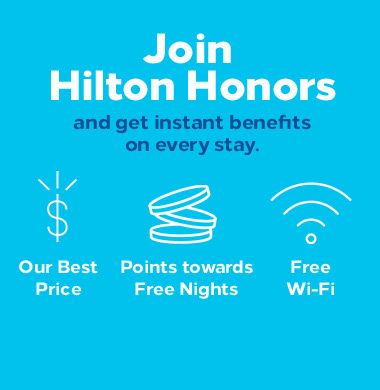 Join
Hilton Honors
and get instant benefits
on every stay.
Our Best
Price
Points towards
Free Nights
Free
Wi-Fi